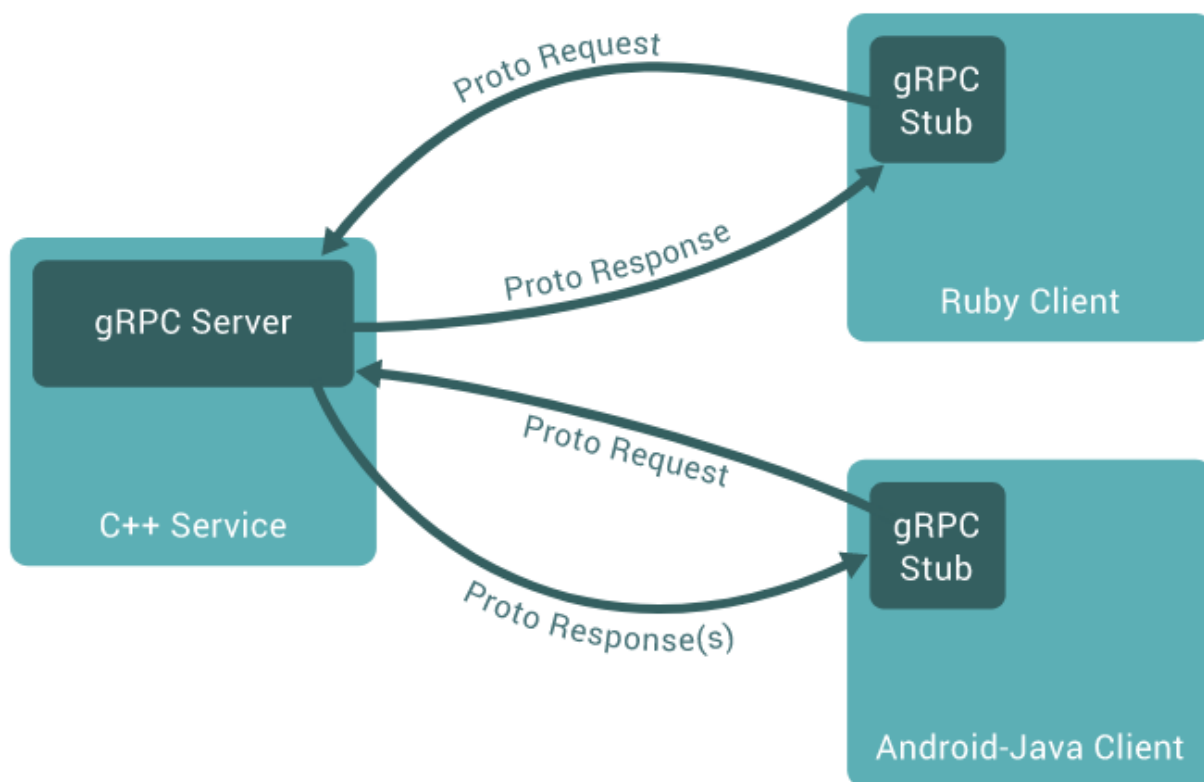 Proto Request
gRPC
Stub
Proto Response
Ruby Client
gRPC Server
C++ Service
Proto Request
gRPC
Stub
Proto Response(s)
Android-Java Client